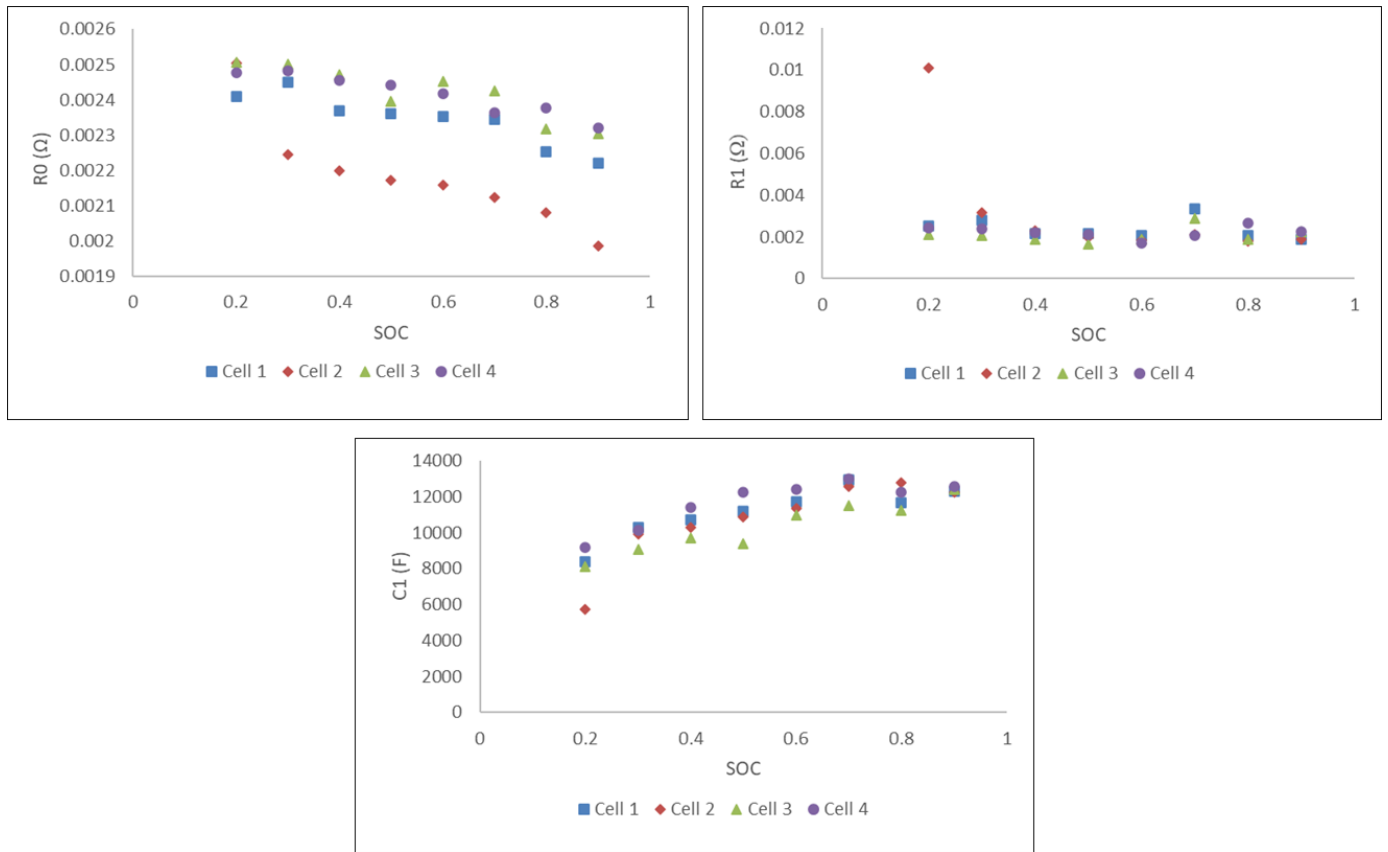 0.0026
0.0025
0.0024
0.0023
0.0022
0.0021
0.002
0.0019
R0 (Ω)
0 0.2 0.4 0.6 0.8 1
SOC
Cell 1 Cell 2 Cell 3 Cell 4
0.012
0.01
0.008
0.006
0.004
0.002
0
R1 (Ω)
0 0.2 0.4 0.6 0.8 1
SOC
Cell 1 Cell 2 Cell 3 Cell 4
14000
12000
10000
8000
6000
4000
2000
0
C1 (F)
0 0.2 0.4 0.6 0.8 1
SOC
Cell 1 Cell 2 Cell 3 Cell 4